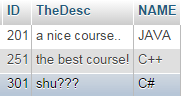 ID TheDesc NAME
201 a nice course.. JAVA
251 the best course! C++
301 shu??? C#